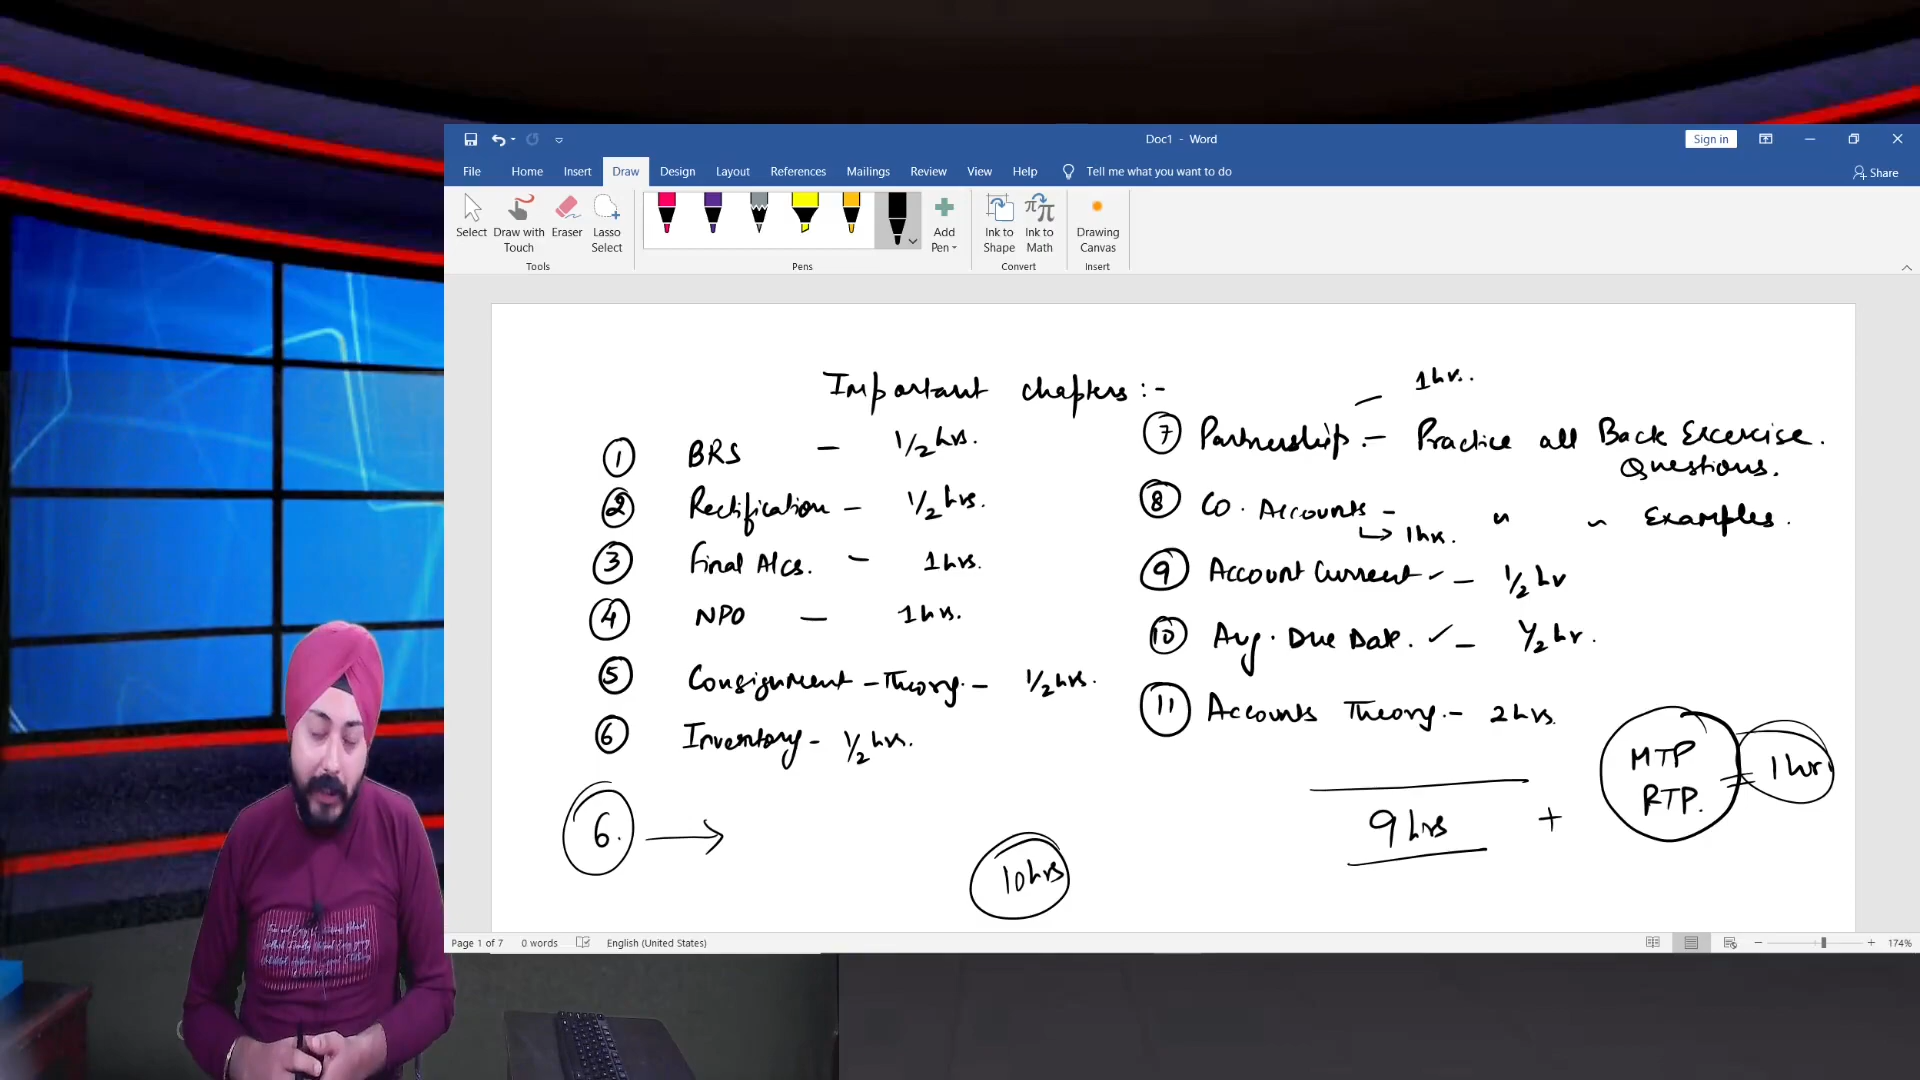 Doc1 - Word
Sign in
File Home Insert Draw Design Layout References Mailings Review View Help Tell me what you want to do
Share
Select
Draw with Touch
Eraser
Lasso Select
Add Pen
Ink to Shape
Ink to Math
Drawing Canvas
Tools
Pens
Convert
Insert
Important chapters :-
1 BRS - 1/2 hrs.
2 Rectification - 1/2 hrs.
3 Final A/cs. - 1 hrs.
4 NPO - 1 hrs.
5 Consignment - Theory. - 1/2 hrs.
6 Inventory - 1/2 hrs.
6. →
10 hrs
1 hr..
7 Partnership. - Practice all Back Excercise.
Questions.
8 Co. Accounts - " " Examples.
↳ 1 hr.
9 Account Current ✓ - 1/2 hr
10 Avg. Due Date. ✓ - 1/2 hr.
11 Accounts Theory. - 2 hrs.
9 hrs +
MTP
RTP.
= 1 hr
Page 1 of 7 0 words English (United States)
174%